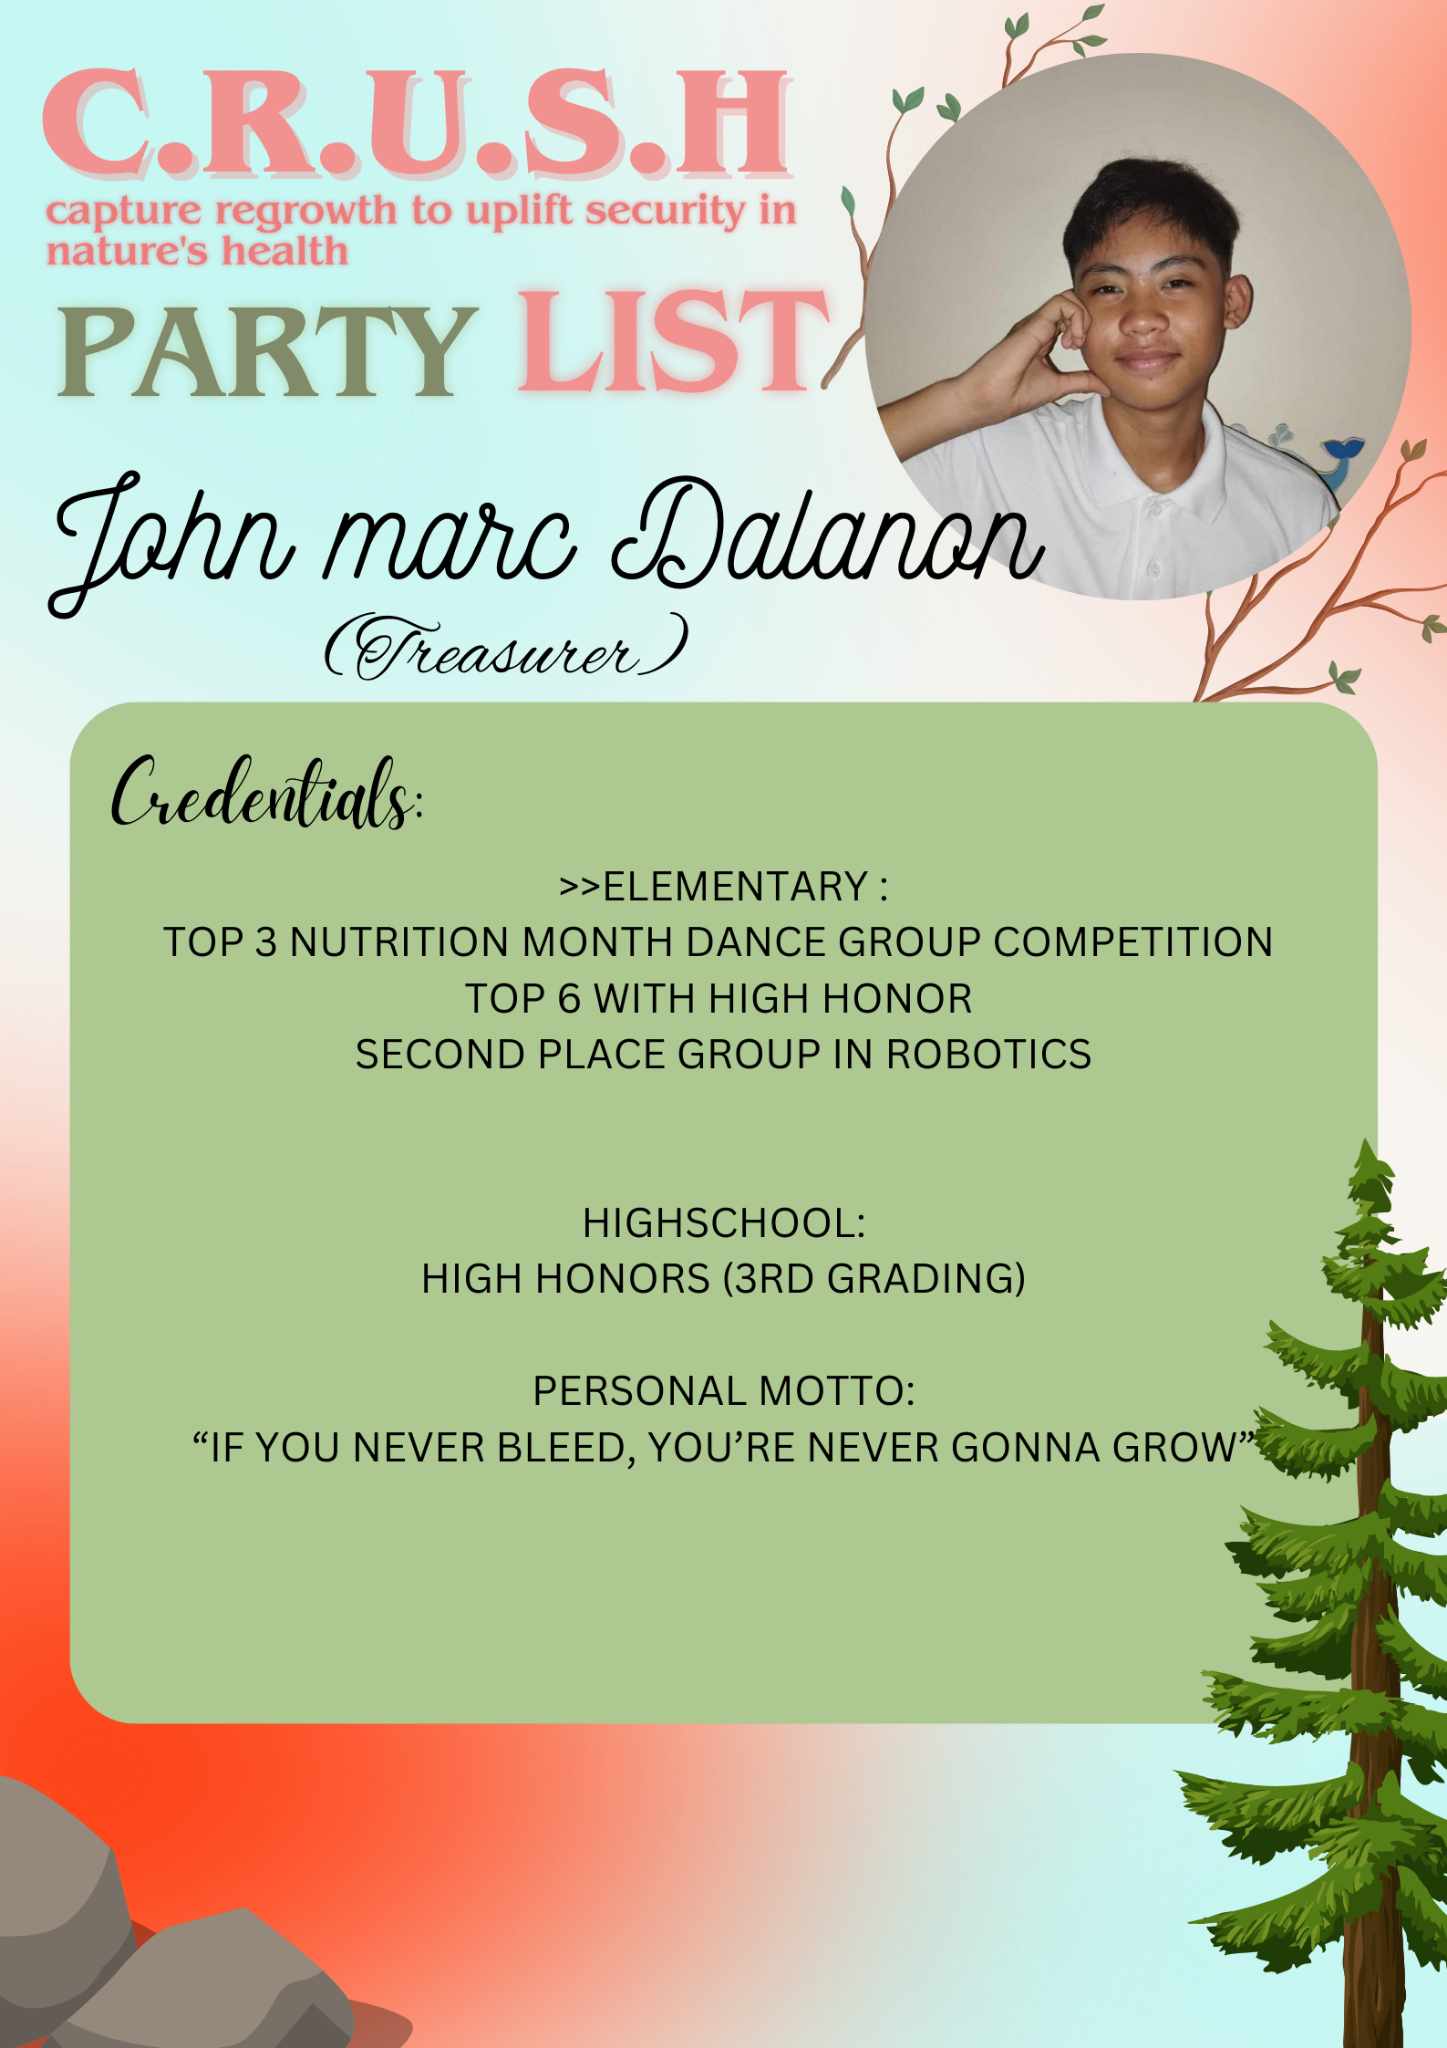 C.R.U.S.H
capture regrowth to uplift security in
nature's health
PARTY LIST
John marc Dalanon
(Treasurer)
Credentials:
>>ELEMENTARY :
TOP 3 NUTRITION MONTH DANCE GROUP COMPETITION
TOP 6 WITH HIGH HONOR
SECOND PLACE GROUP IN ROBOTICS
HIGHSCHOOL:
HIGH HONORS (3RD GRADING)
PERSONAL MOTTO:
“IF YOU NEVER BLEED, YOU’RE NEVER GONNA GROW”